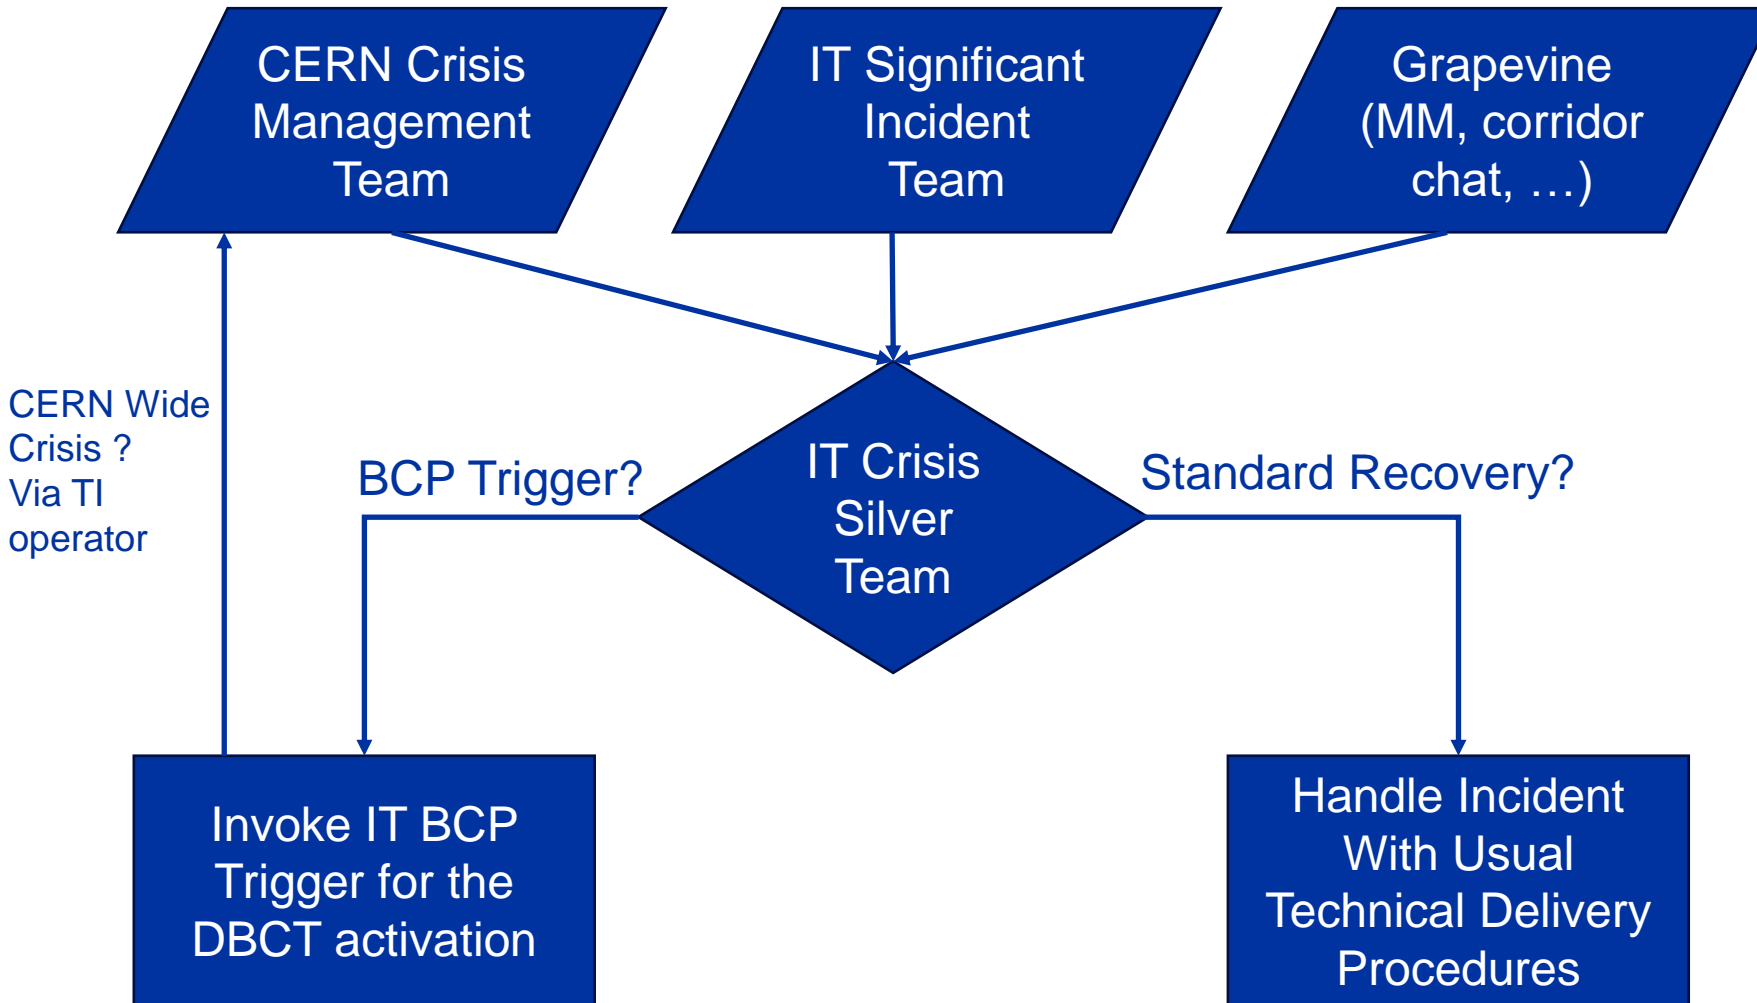 CERN Crisis
Management
Team
IT Significant
Incident
Team
Grapevine
(MM, corridor
chat, …)
CERN Wide
Crisis ?
Via TI
operator
BCP Trigger?
IT Crisis
Silver
Team
Standard Recovery?
Invoke IT BCP
Trigger for the
DBCT activation
Handle Incident
With Usual
Technical Delivery
Procedures